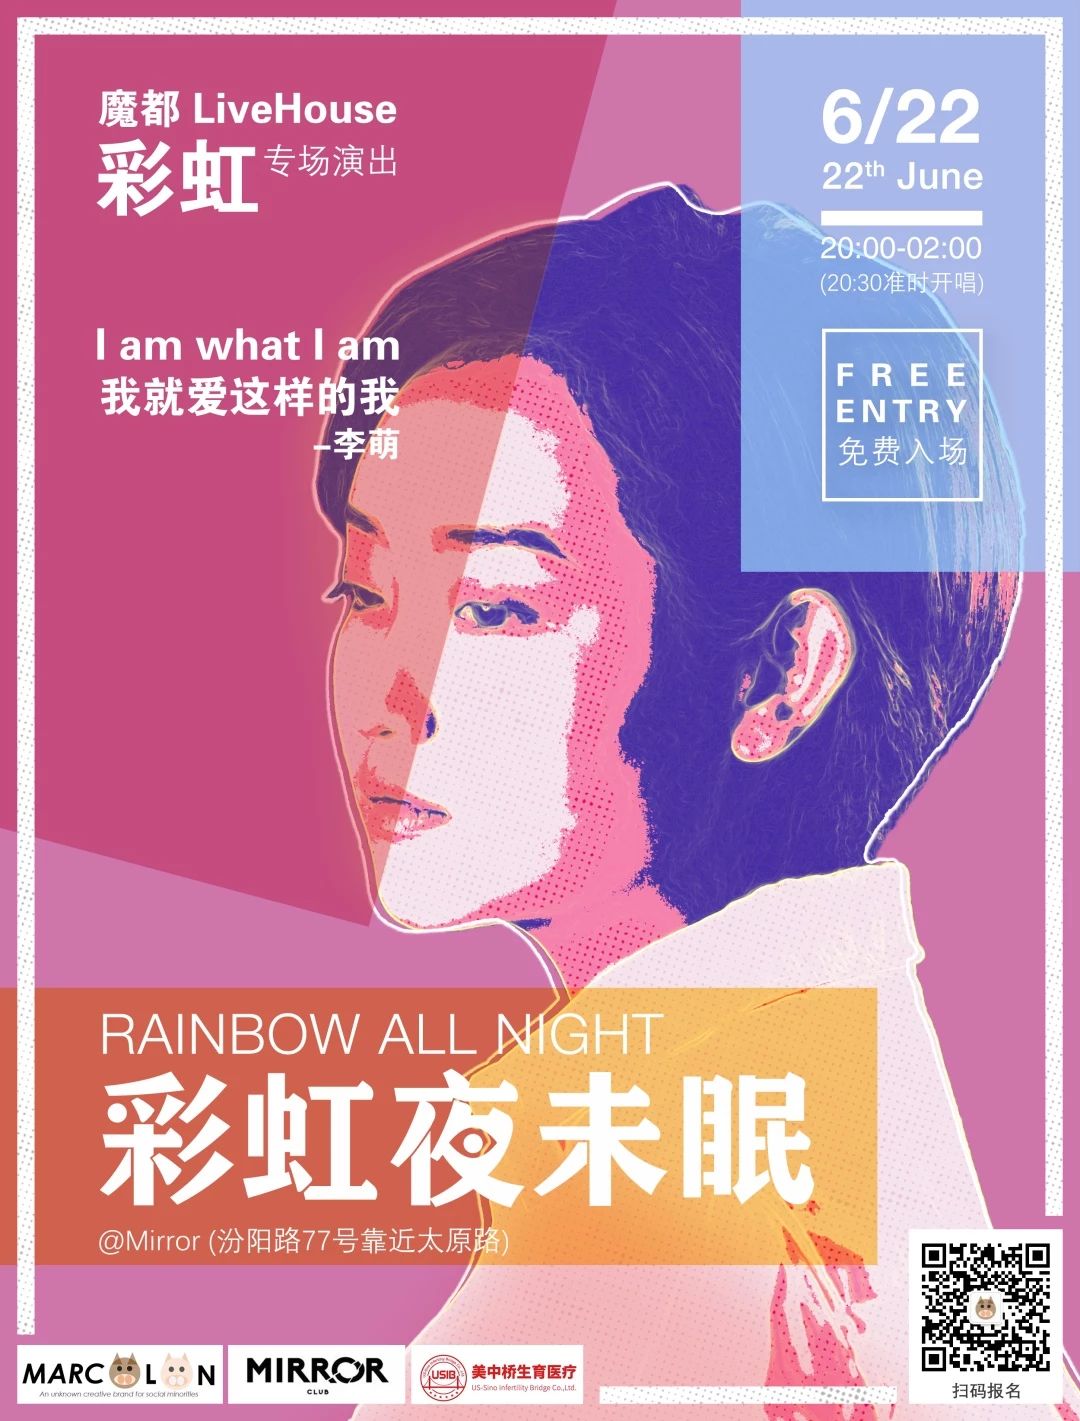 魔都 LiveHouse
彩虹专场演出
I am what I am
我就爱这样的我
–李萌
6/22
22th June
20:00-02:00
(20:30准时开唱)
FREE
ENTRY
免费入场
RAINBOW ALL NIGHT
彩虹夜未眠
@Mirror (汾阳路77号靠近太原路)
MARCOLON
An unknown creative brand for social minorities
MIRROR
CLUB
USIB
美中桥生育医疗
US-Sino Infertility Bridge Co.,Ltd.
扫码报名